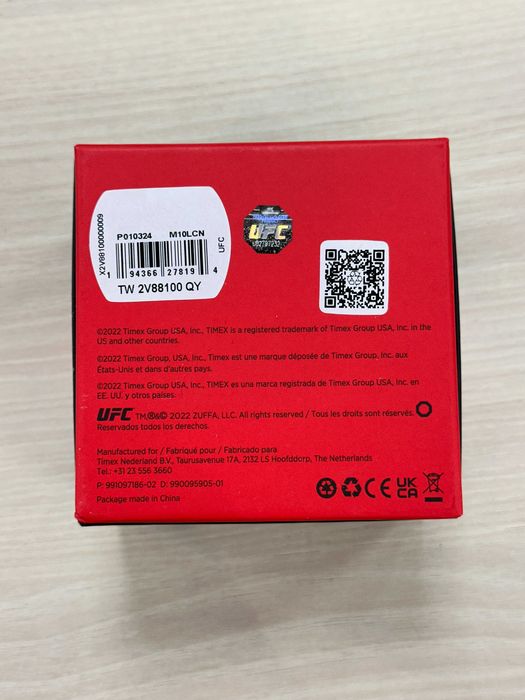 X2V88100000009
P010324 M10LCN
UFC
1 94366 27819 4
TW 2V88100 QY
UFC
©2022 Timex Group USA, Inc., TIMEX is a registered trademark of Timex Group USA, Inc. in
the US and other countries.
©2022 Timex Group, USA, Inc., Timex est une marque déposée de Timex Group, Inc. aux
États-Unis et dans d'autres pays.
©2022 Timex Group USA, Inc., TIMEX es una marca registrada de Timex Group USA, Inc. en
EE. UU. y otros países.
UFC TM,®&© 2022 ZUFFA, LLC. All rights reserved / Tous les droits sont réservés.
Reservados todos los derechos.
Manufactured for / Fabriqué pour / Fabricado para
Timex Nederland B.V., Taurusavenue 17A, 2132 LS Hoofddorp, The Netherlands
Tel.: +31 23 556 3660
P: 991097186-02 D: 990095905-01
Package made in China
CE UK
CA